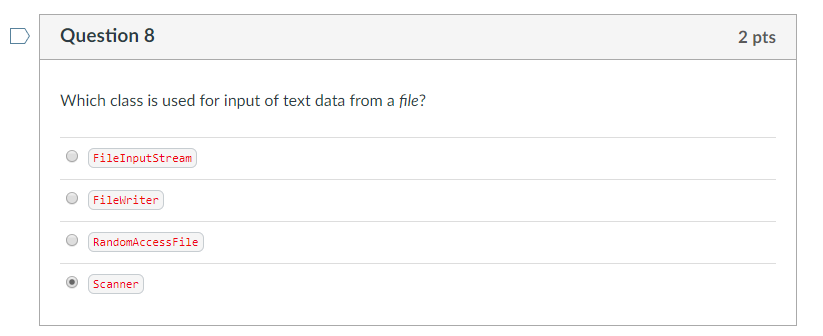 Question 8 2 pts
Which class is used for input of text data from a file?
FileInputStream
FileWriter
RandomAccessFile
Scanner